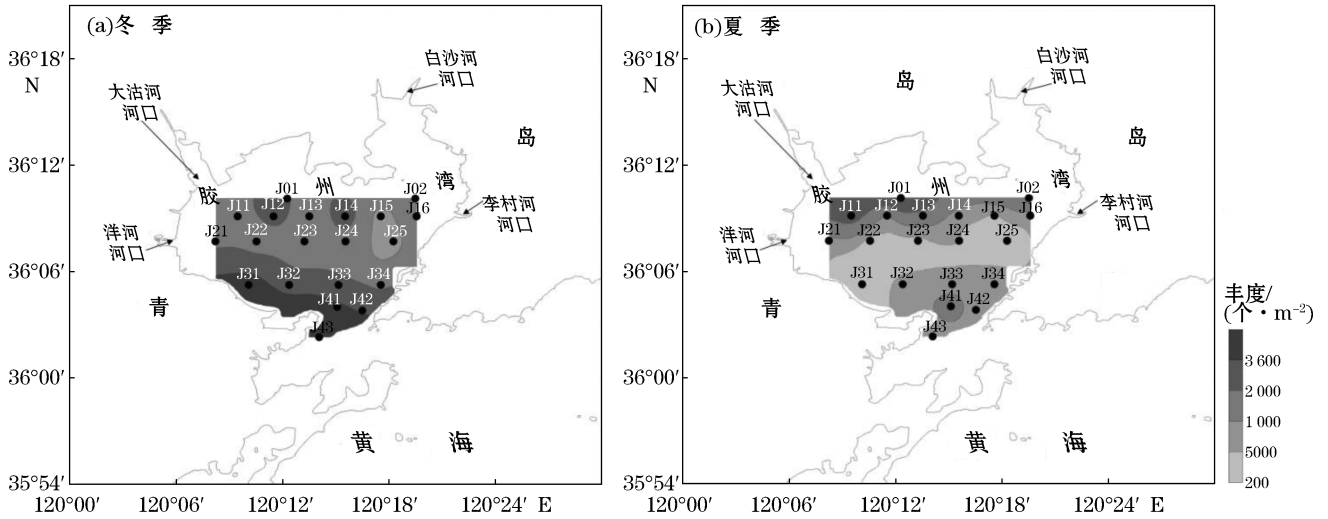 (a)冬 季
36°18′
N
36°12′
36°06′
36°00′
35°54′
120°00′
120°06′
120°12′
120°18′
120°24′ E
白沙河
河口
大沽河
河口
岛
胶
州
湾
李村河
河口
洋河
河口
青
黄
海
J01
J02
J11
J12
J13
J14
J15
J16
J21
J22
J23
J24
J25
J31
J32
J33
J34
J41
J42
J43
(b)夏 季
36°18′
N
36°12′
36°06′
36°00′
35°54′
120°00′
120°06′
120°12′
120°18′
120°24′ E
岛
白沙河
河口
大沽河
河口
岛
胶
州
湾
李村河
河口
洋河
河口
青
黄
海
J01
J02
J11
J12
J13
J14
J15
J16
J21
J22
J23
J24
J25
J31
J32
J33
J34
J41
J42
J43
丰度/
(个·m⁻²)
3 600
2 000
1 000
5000
200